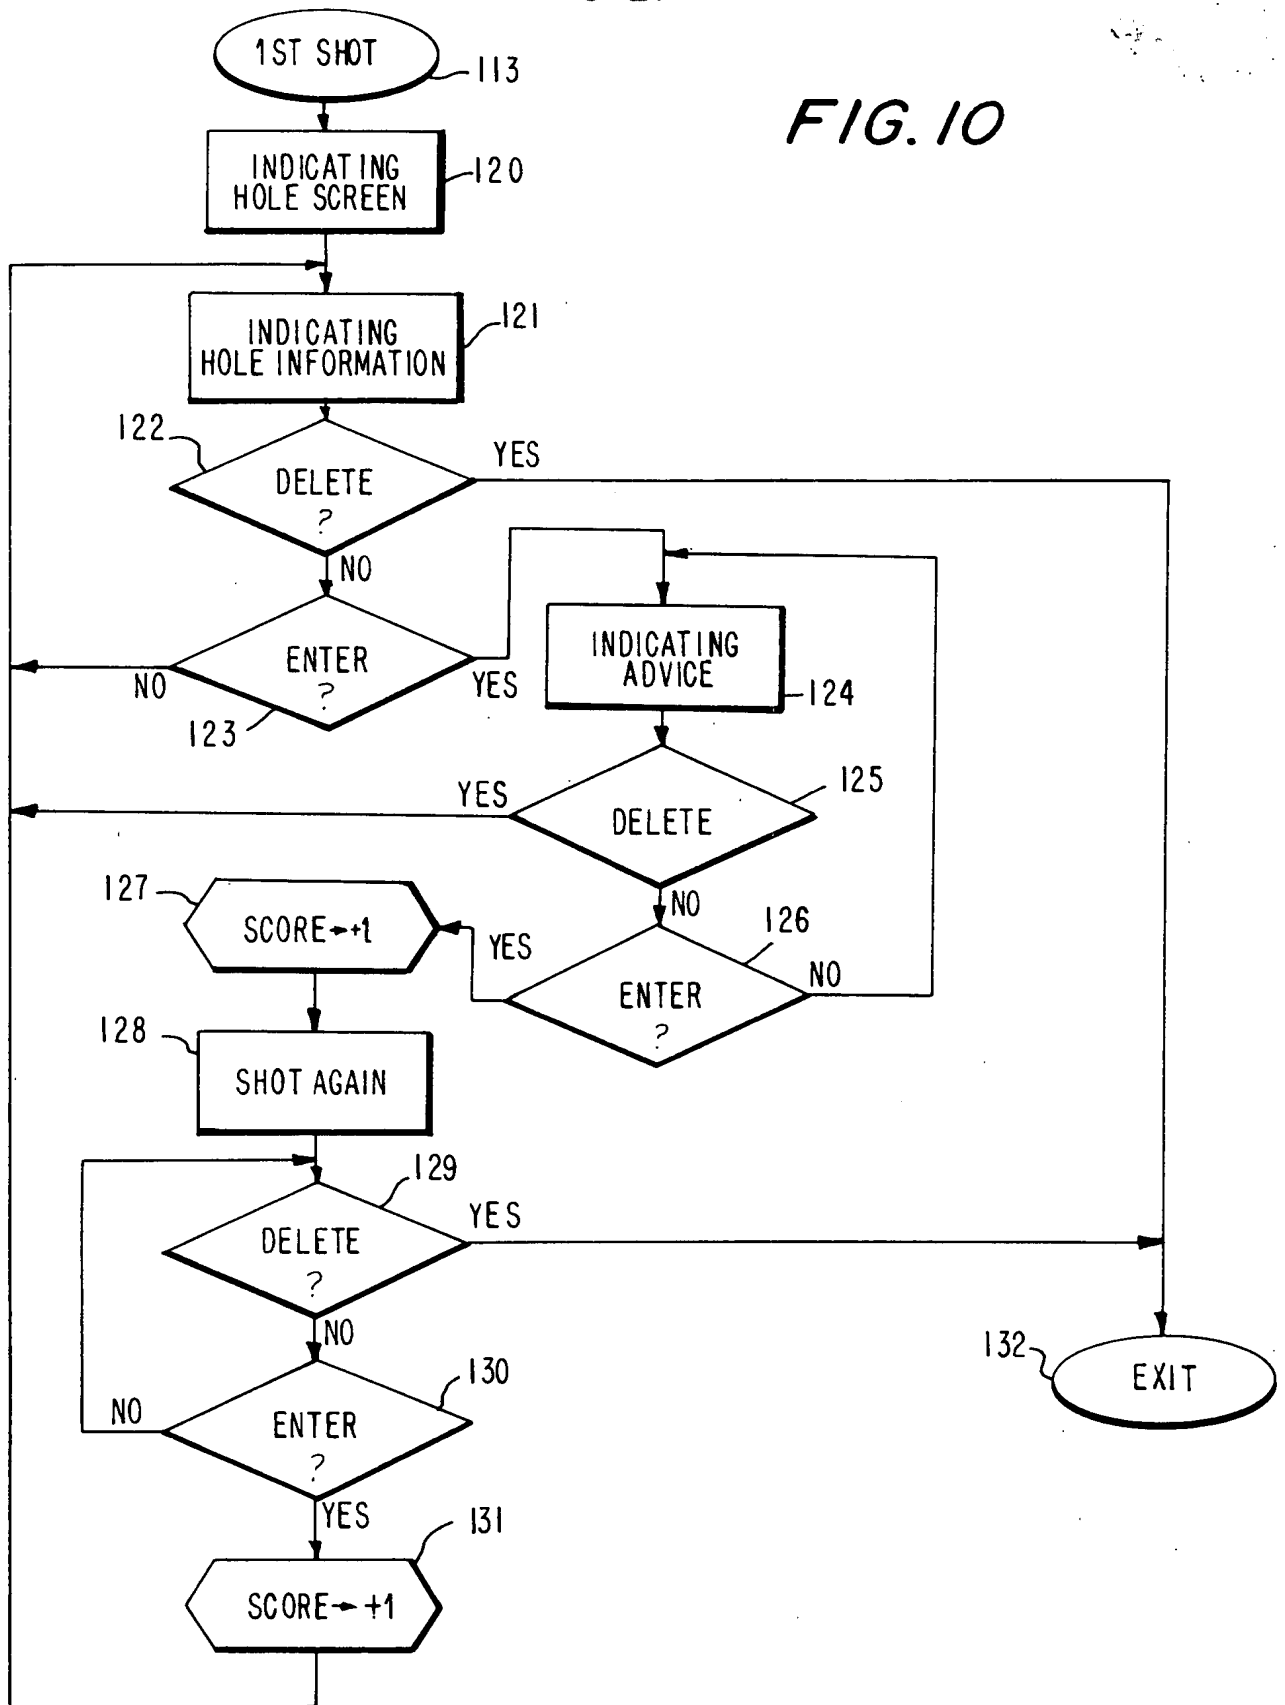 1ST SHOT
113
FIG. 10
INDICATING
HOLE SCREEN
120
INDICATING
HOLE INFORMATION
121
122
DELETE
?
YES
NO
ENTER
?
NO
YES
123
INDICATING
ADVICE
124
DELETE
YES
125
NO
ENTER
?
126
YES
NO
127
SCORE→+1
128
SHOT AGAIN
129
DELETE
?
YES
NO
130
ENTER
?
NO
YES
131
SCORE→+1
132
EXIT